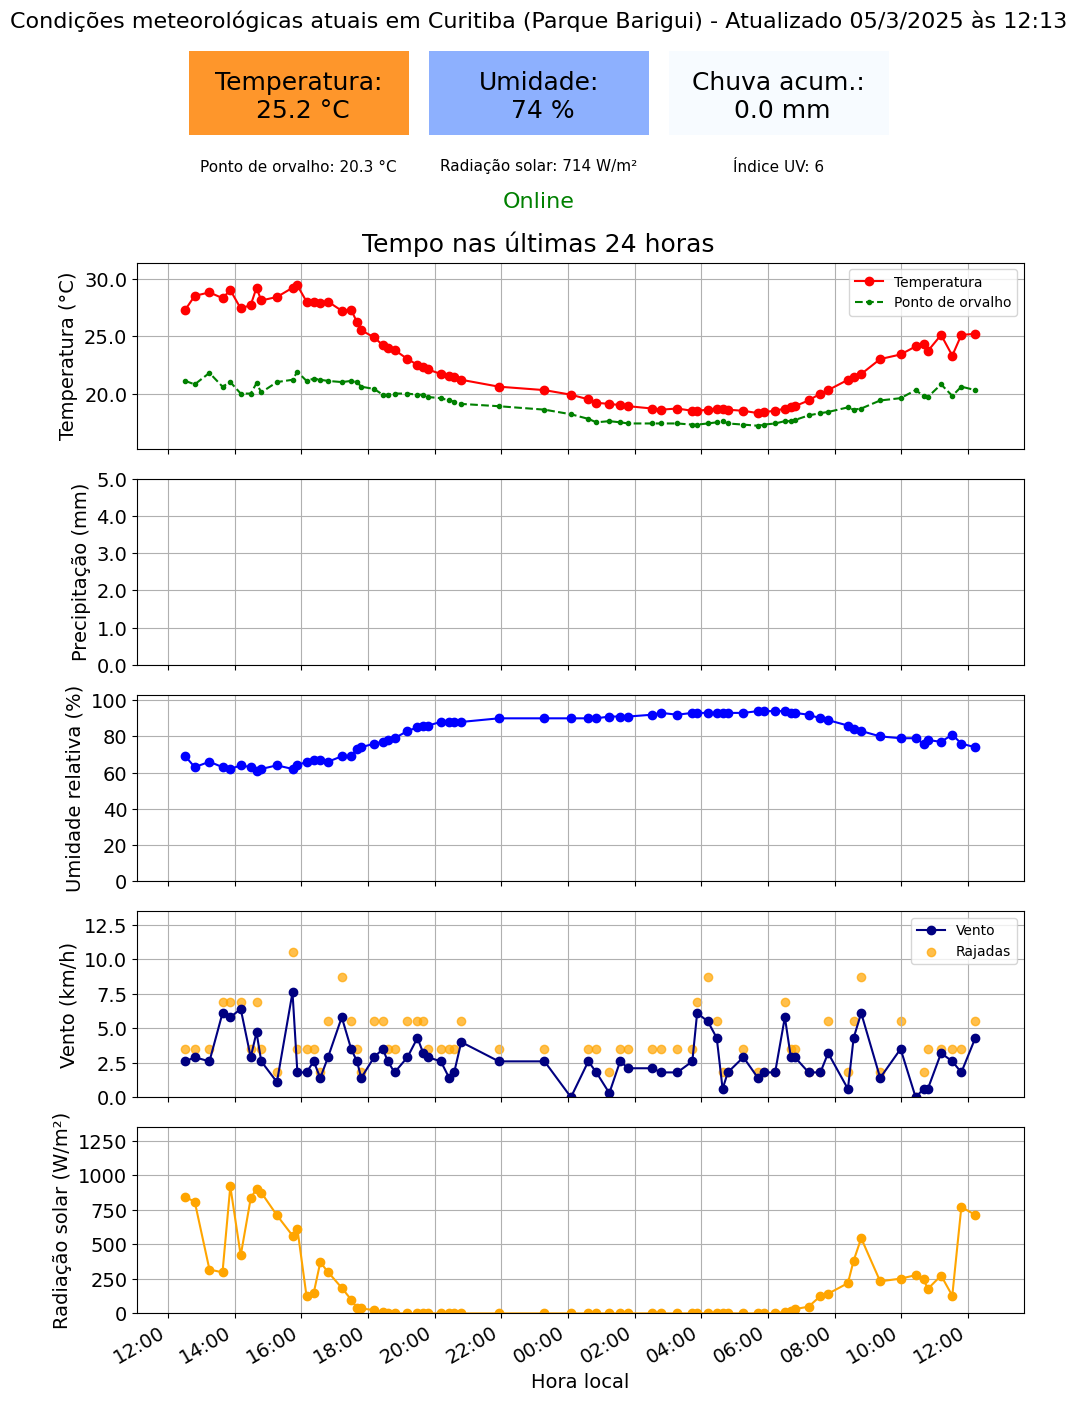 Condições meteorológicas atuais em Curitiba (Parque Barigui) - Atualizado 05/3/2025 às 12:13
Temperatura:
25.2 °C
Umidade:
74 %
Chuva acum.:
0.0 mm
Ponto de orvalho: 20.3 °C
Radiação solar: 714 W/m²
Índice UV: 6
Online
Tempo nas últimas 24 horas
Temperatura (°C)
30.0
25.0
20.0
Temperatura
Ponto de orvalho
Precipitação (mm)
5.0
4.0
3.0
2.0
1.0
0.0
Umidade relativa (%)
100
80
60
40
20
0
Vento (km/h)
12.5
10.0
7.5
5.0
2.5
0.0
Vento
Rajadas
Radiação solar (W/m²)
1250
1000
750
500
250
0
12:00
14:00
16:00
18:00
20:00
22:00
00:00
02:00
04:00
06:00
08:00
10:00
12:00
Hora local